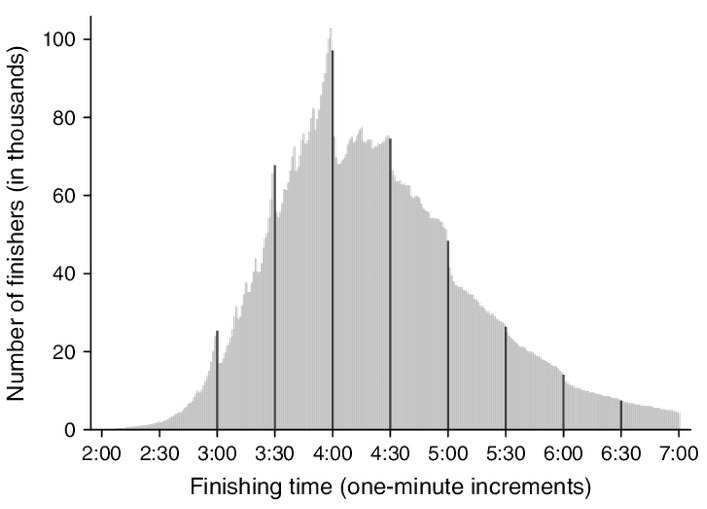 Number of finishers (in thousands)
100
80
60
40
20
0
2:00 2:30 3:00 3:30 4:00 4:30 5:00 5:30 6:00 6:30 7:00
Finishing time (one-minute increments)